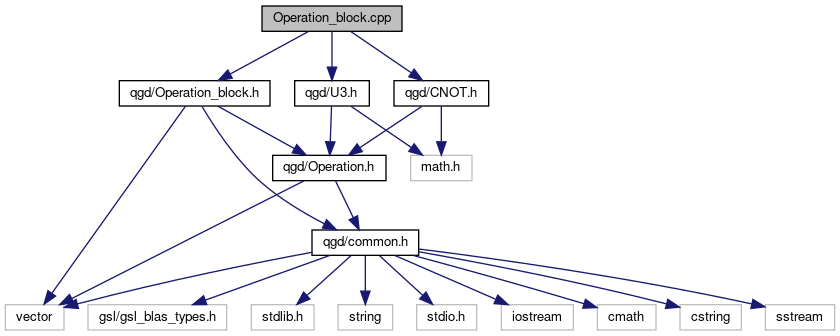 Operation_block.cpp
qgd/Operation_block.h
qgd/U3.h
qgd/CNOT.h
qgd/Operation.h
math.h
qgd/common.h
vector
gsl/gsl_blas_types.h
stdlib.h
string
stdio.h
iostream
cmath
cstring
sstream